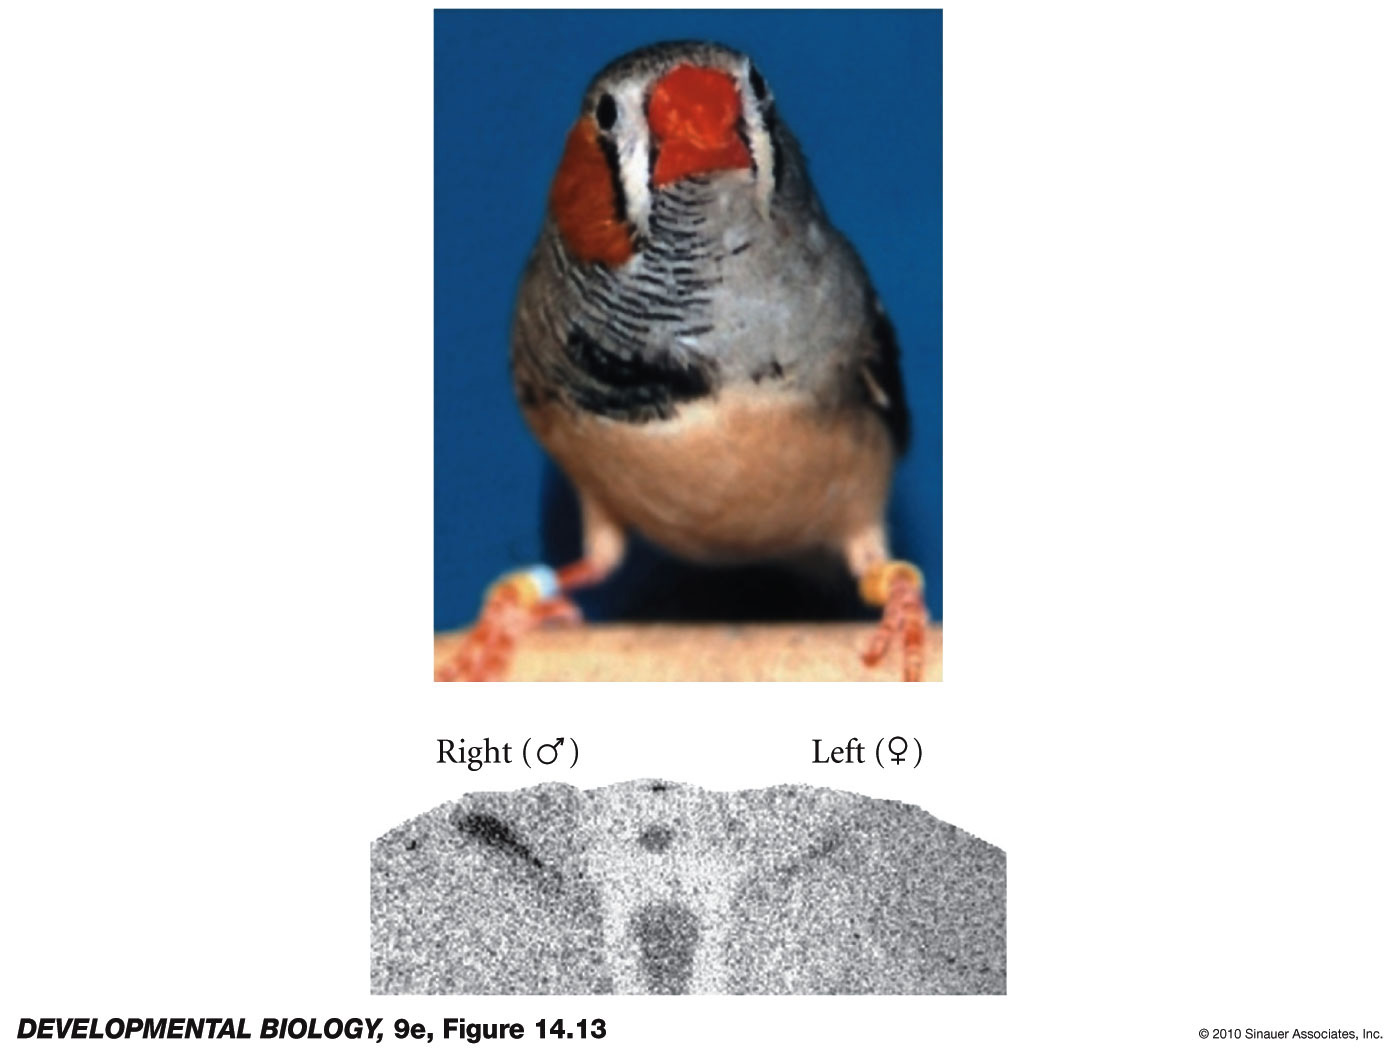 Right (♂)
Left (♀)
DEVELOPMENTAL BIOLOGY, 9e, Figure 14.13
© 2010 Sinauer Associates, Inc.